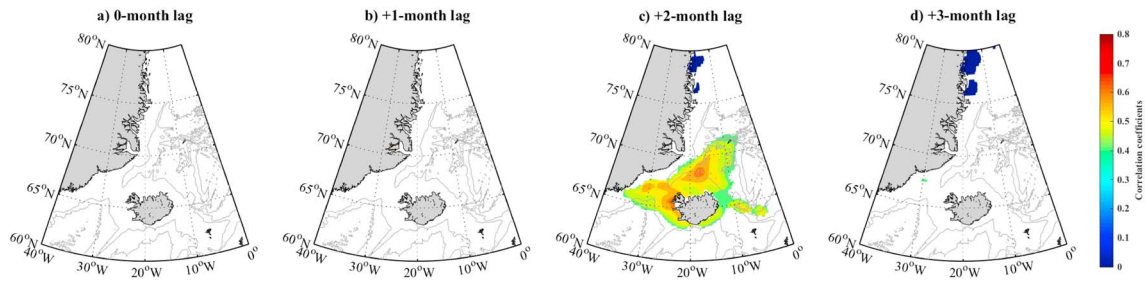 a) 0-month lag
b) +1-month lag
c) +2-month lag
d) +3-month lag
80°N
75°N
70°N
65°N
60°N
40°W
30°W
20°W
10°W
0°
80°N
75°N
70°N
65°N
60°N
40°W
30°W
20°W
10°W
0°
80°N
75°N
70°N
65°N
60°N
40°W
30°W
20°W
10°W
0°
80°N
75°N
70°N
65°N
60°N
40°W
30°W
20°W
10°W
0°
0.8
0.7
0.6
0.5
0.4
0.3
0.2
0.1
0
Correlation coefficients